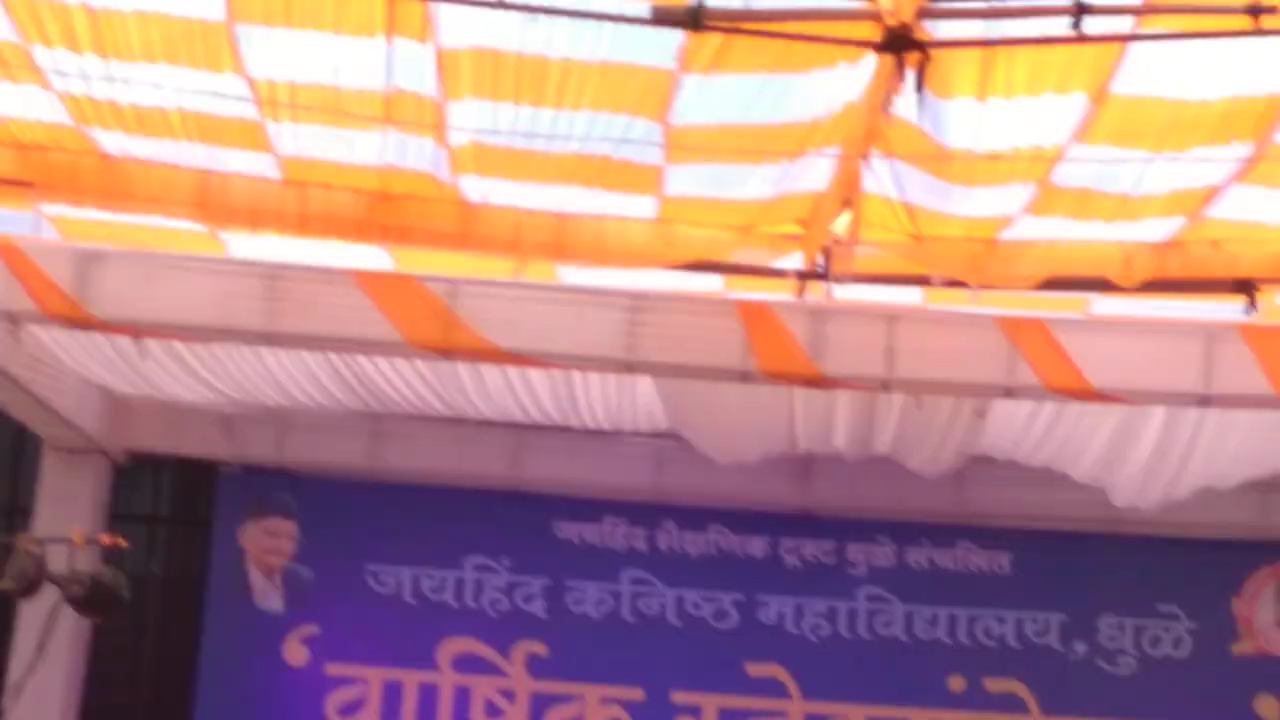 जयहिंद शैक्षणिक ट्रस्ट धुळे संचलित
जयहिंद कनिष्ठ महाविद्यालय, धुळे
‘वार्षिक